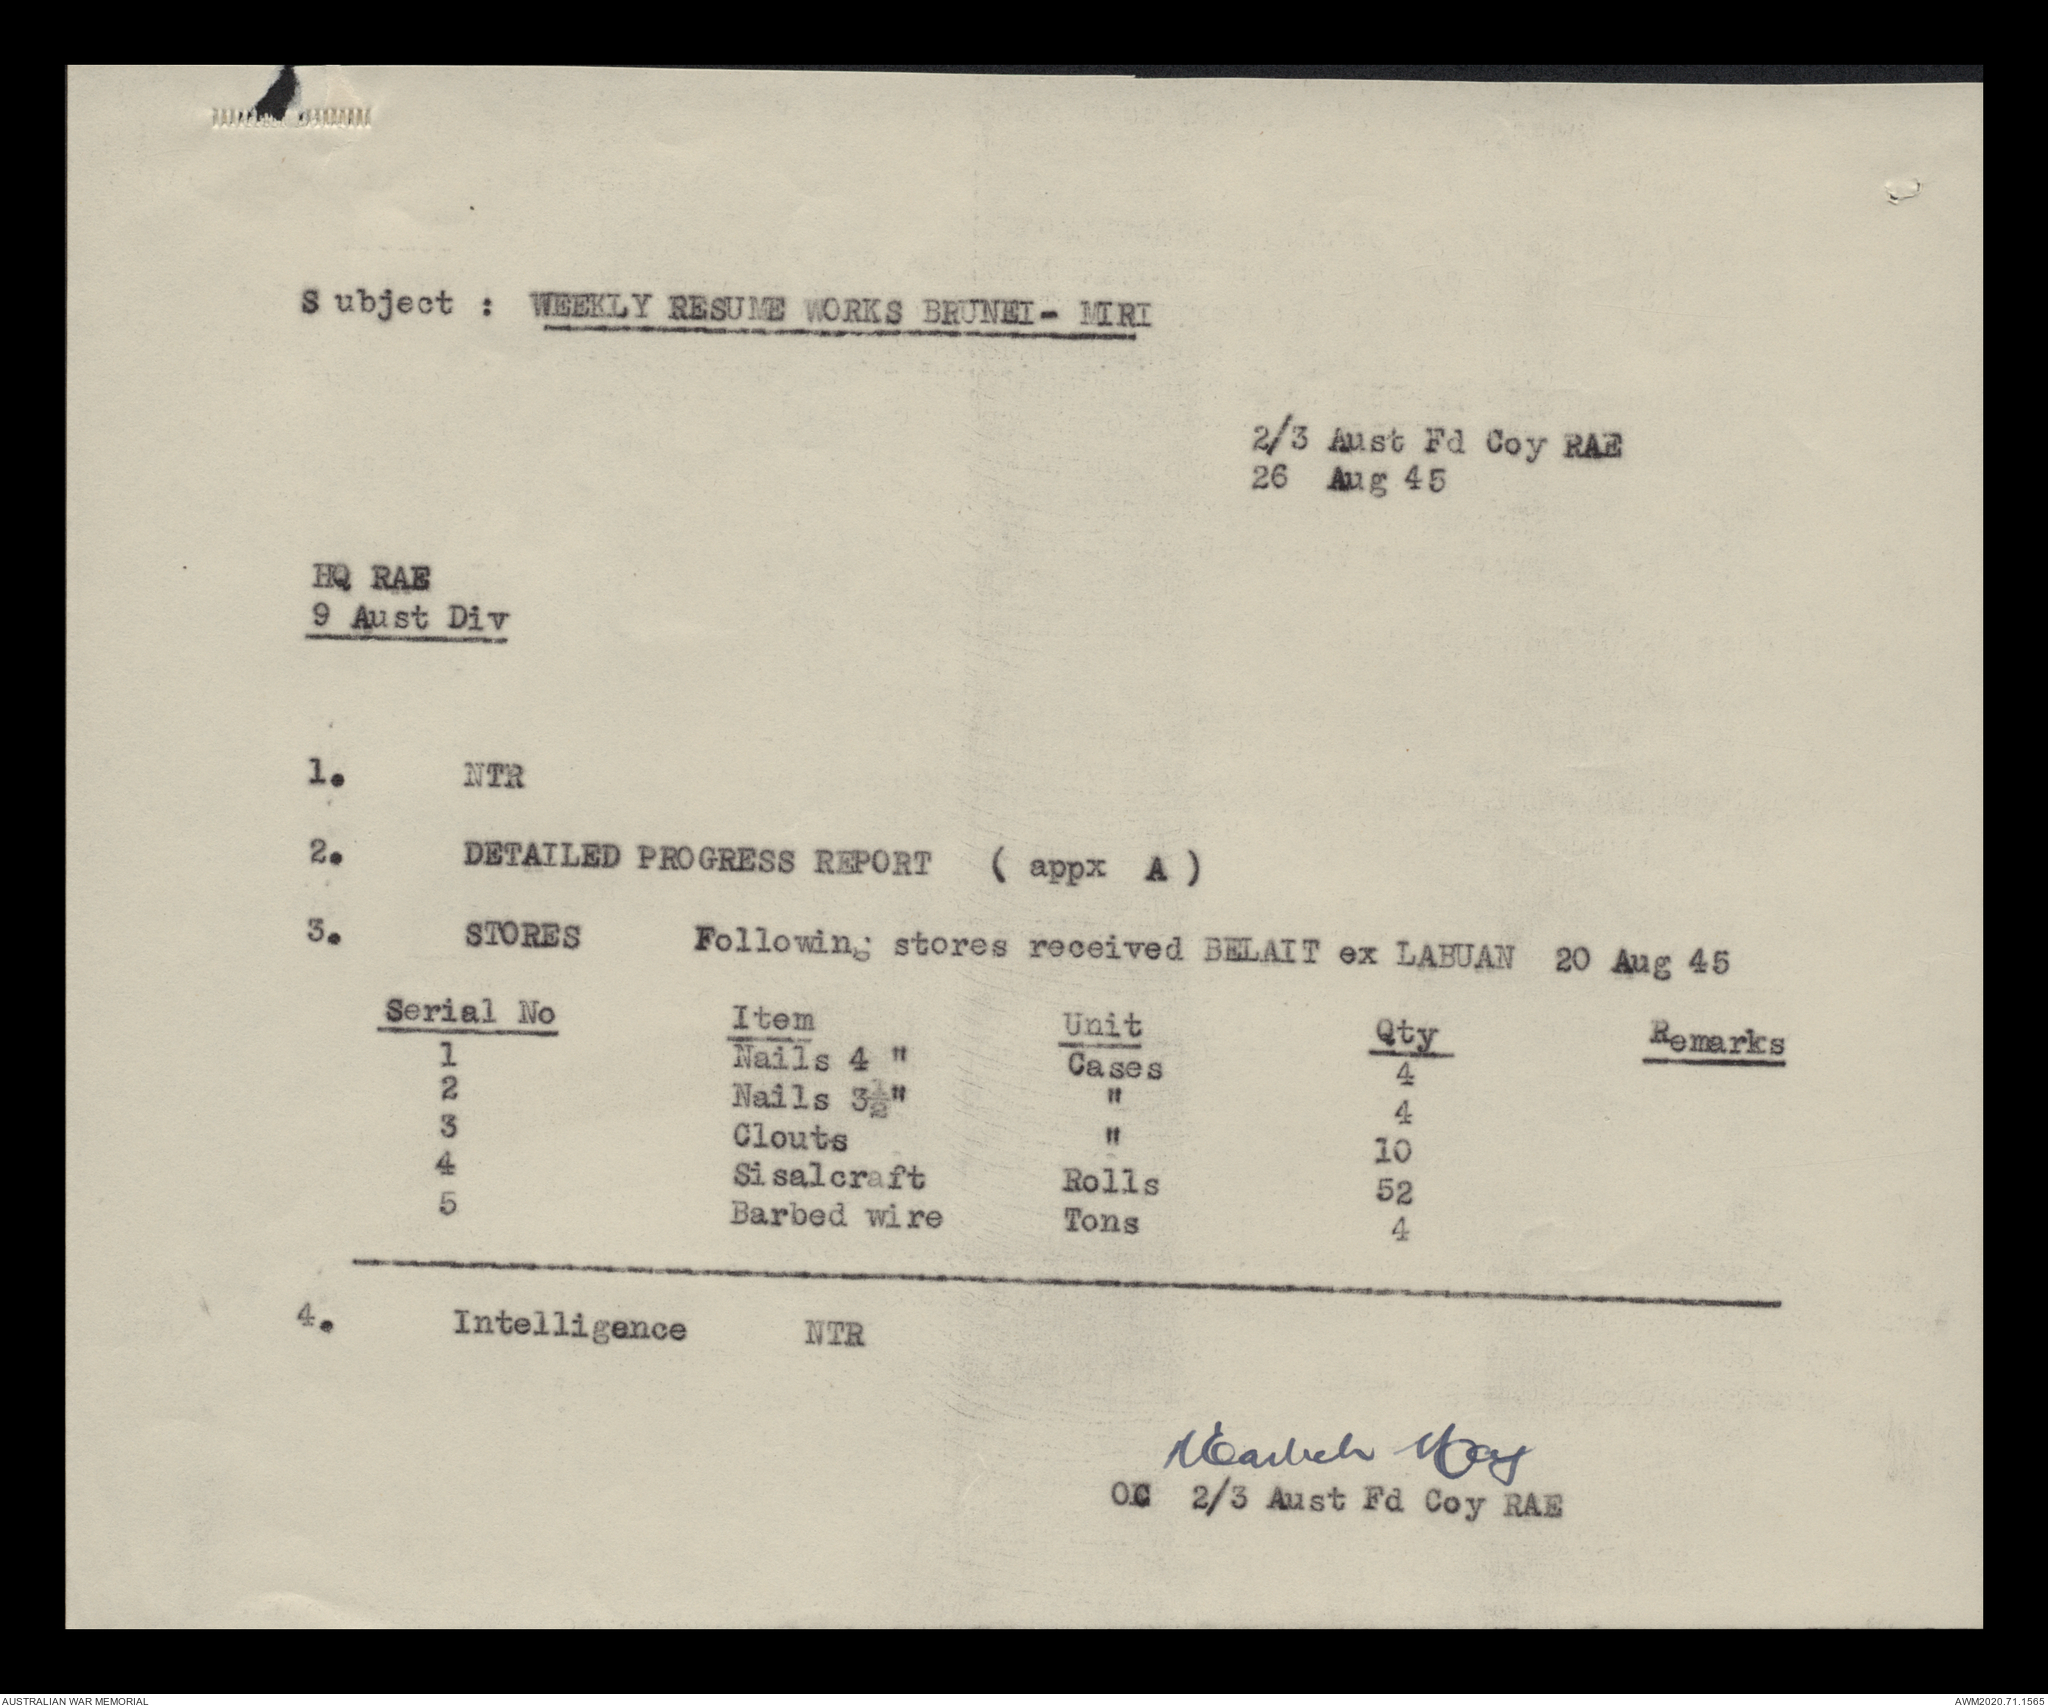 Subject : WEEKLY RESUME WORKS BRUNEI- MIRI
2/3 Aust Fd Coy RAE
26 Aug 45
HQ RAE
9 Aust Div
1. NTR
2. DETAILED PROGRESS REPORT ( appx A )
3. STORES Following stores received BELAIT ex LABUAN 20 Aug 45
Serial No Item Unit Qty Remarks
1 Nails 4 " Cases 4
2 Nails 3½" " 4
3 Clouts " 10
4 Sisalcraft Rolls 52
5 Barbed wire Tons 4
4. Intelligence NTR
OC 2/3 Aust Fd Coy RAE
AUSTRALIAN WAR MEMORIAL AWM2020.71.1565